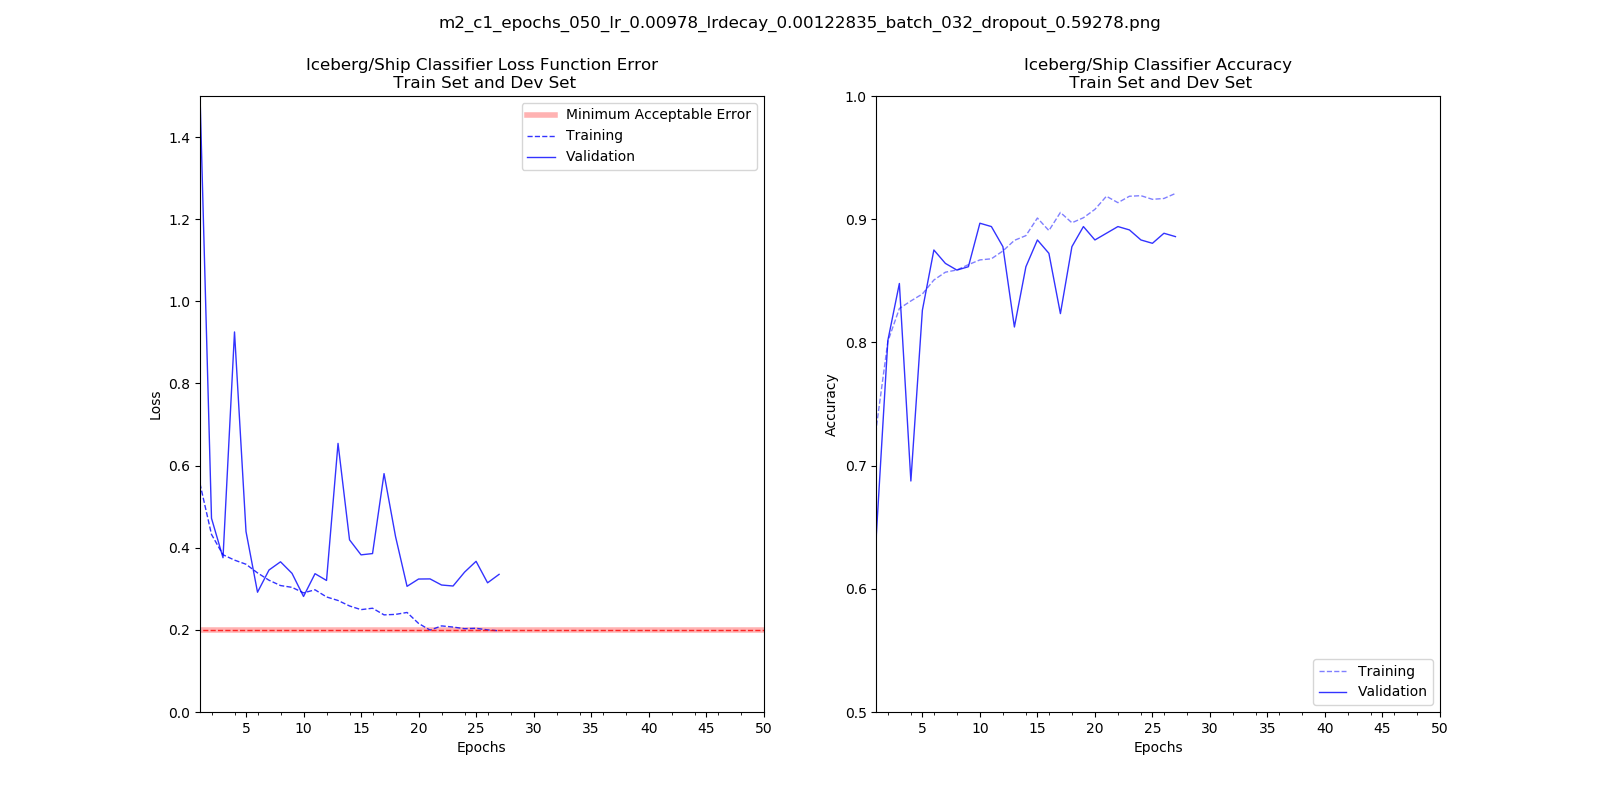 m2_c1_epochs_050_lr_0.00978_lrdecay_0.00122835_batch_032_dropout_0.59278.png
Iceberg/Ship Classifier Loss Function Error
Train Set and Dev Set
Minimum Acceptable Error
Training
Validation
1.4
1.2
1.0
0.8
0.6
0.4
0.2
0.0
Loss
5 10 15 20 25 30 35 40 45 50
Epochs
Iceberg/Ship Classifier Accuracy
Train Set and Dev Set
1.0
0.9
0.8
0.7
0.6
0.5
Accuracy
Training
Validation
5 10 15 20 25 30 35 40 45 50
Epochs